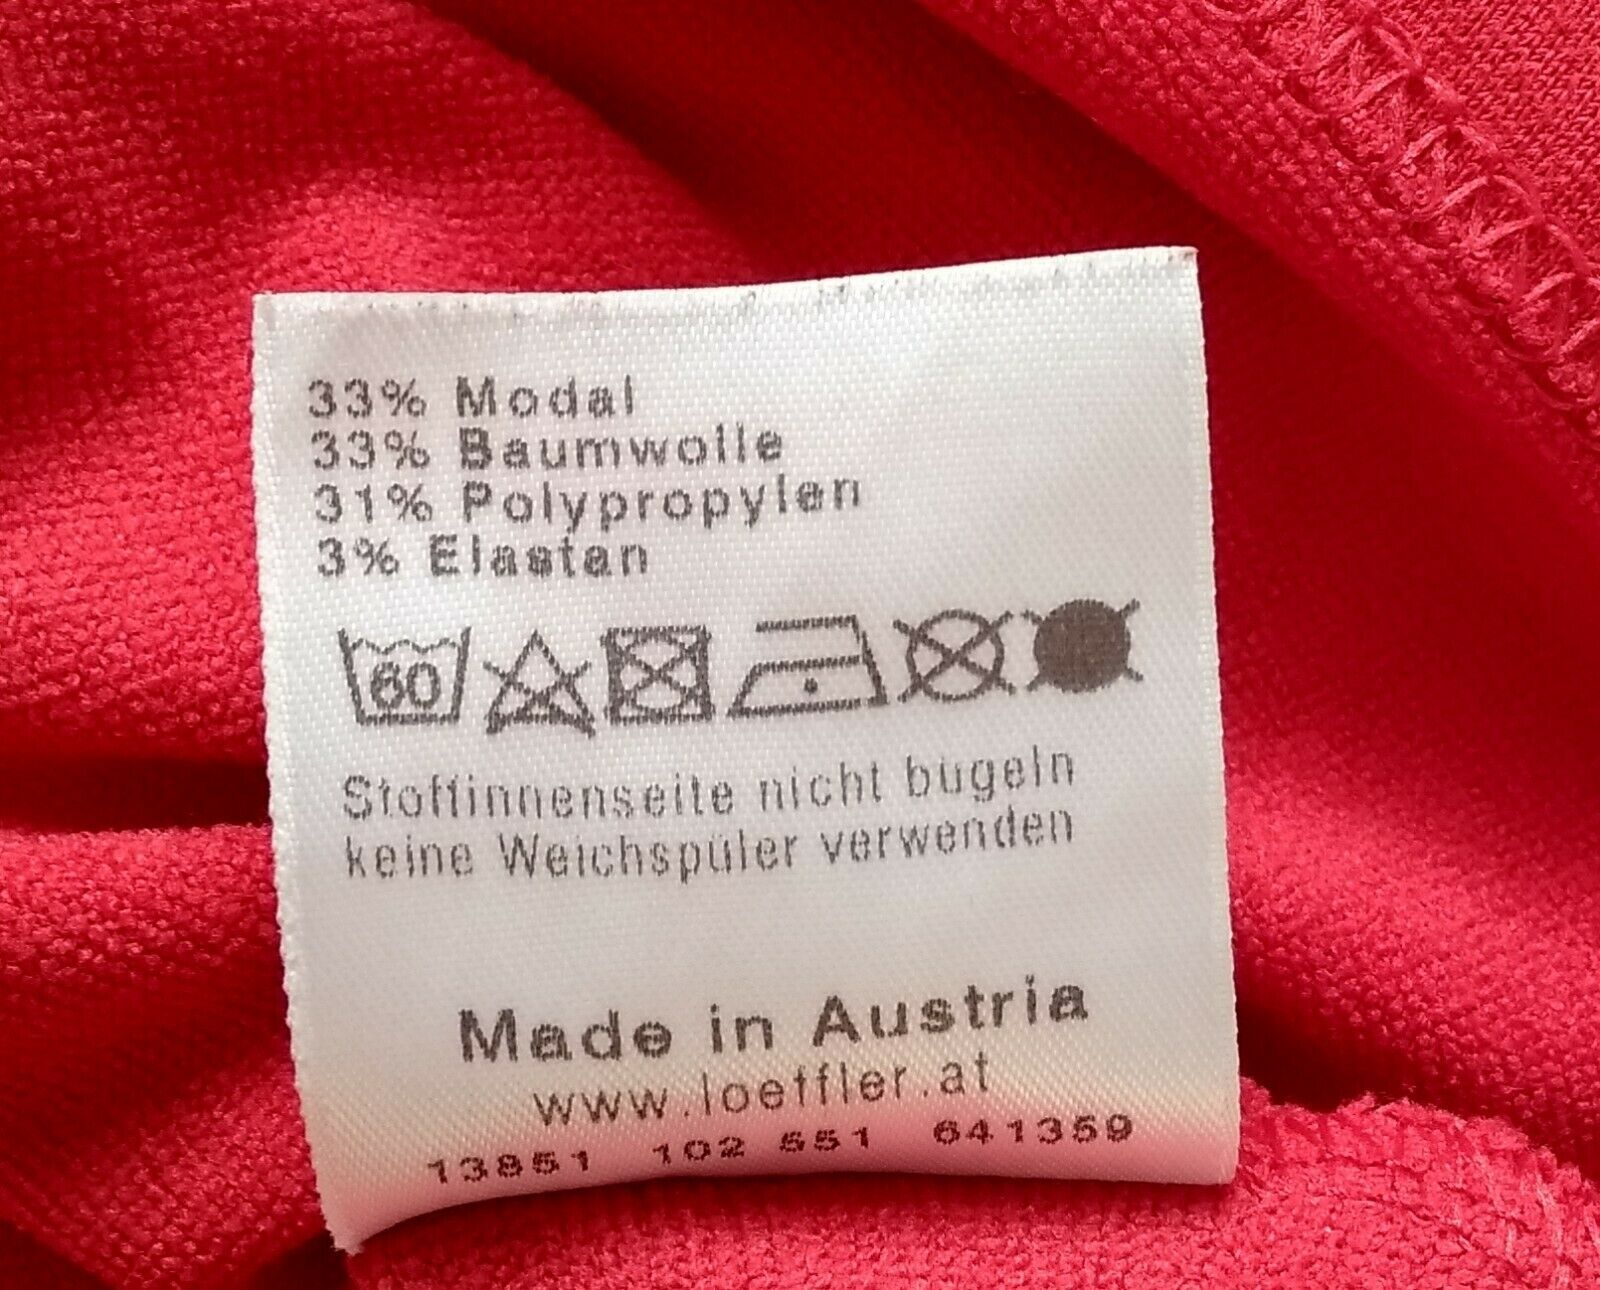 33% Modal
33% Baumwolle
31% Polypropylen
3% Elastan
60
Stoffinnenseite nicht bügeln
keine Weichspüler verwenden
Made in Austria
www.loeffler.at
13851 102 551 641359